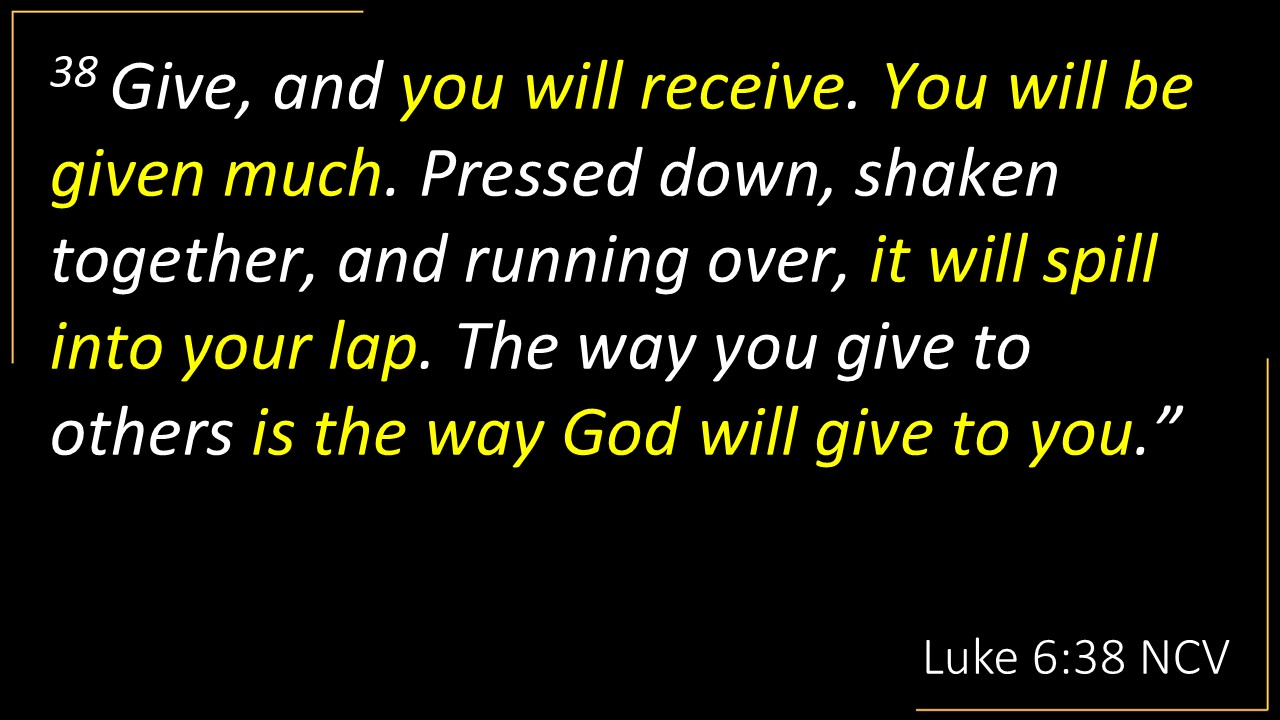 38 Give, and you will receive. You will be
given much. Pressed down, shaken
together, and running over, it will spill
into your lap. The way you give to
others is the way God will give to you.”
Luke 6:38 NCV